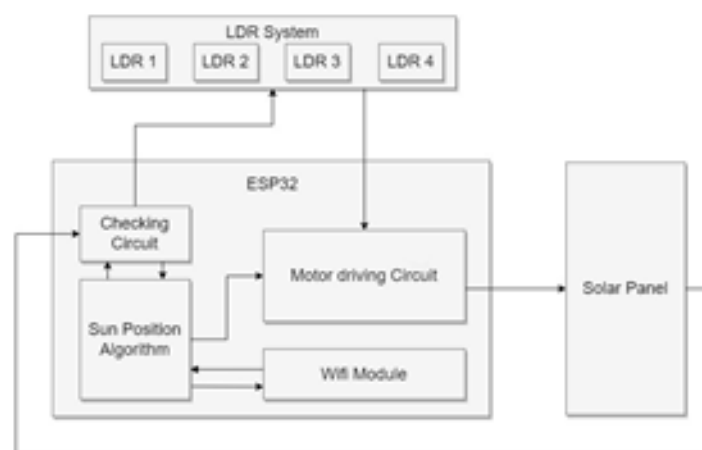 LDR System
LDR 1
LDR 2
LDR 3
LDR 4
ESP32
Checking
Circuit
Motor driving Circuit
Solar Panel
Sun Position
Algorithm
Wifi Module